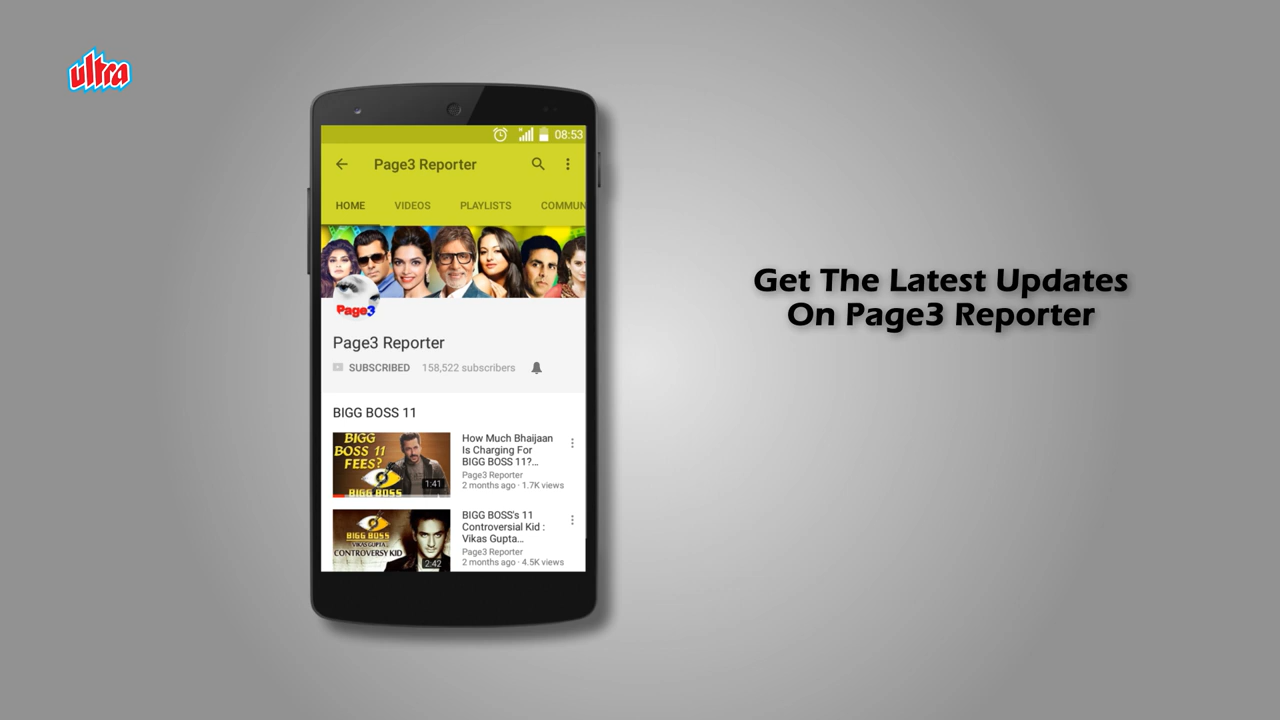 ultra
08:53
Page3 Reporter
HOME VIDEOS PLAYLISTS COMMUN
Page3
Page3 Reporter
SUBSCRIBED 158,522 subscribers
BIGG BOSS 11
BIGG
BOSS 11
FEES?
BIGG BOSS
1:41
How Much Bhaijaan
Is Charging For
BIGG BOSS 11?...
Page3 Reporter
2 months ago · 1.7K views
BIGG BOSS
VIKAS GUPTA
CONTROVERSY KID
2:42
BIGG BOSS's 11
Controversial Kid :
Vikas Gupta...
Page3 Reporter
2 months ago · 4.5K views
Get The Latest Updates
On Page3 Reporter